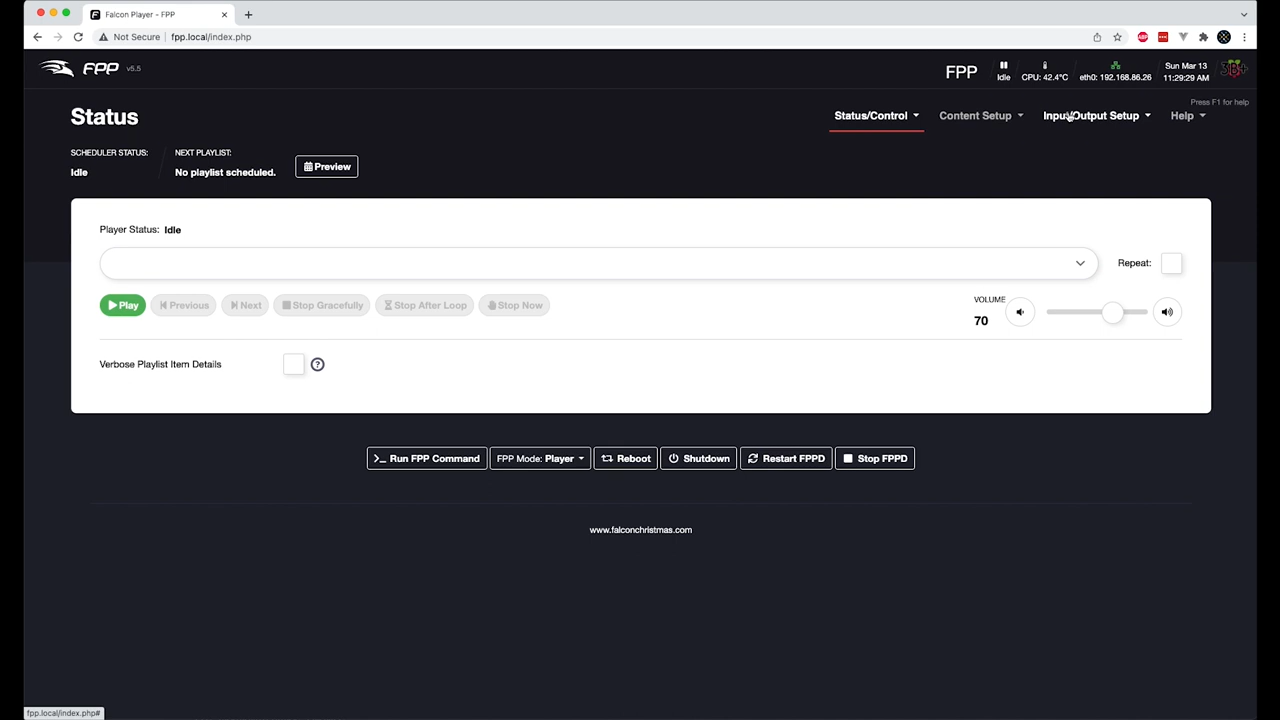 Falcon Player – FPP
Not Secure | fpp.local/index.php
ABP
FPP v5.5
FPP
Idle
CPU: 42.4°C
eth0: 192.168.86.26
Sun Mar 13
11:29:29 AM
3B+
Press F1 for help
Status
Status/Control
Content Setup
Input/Output Setup
Help
SCHEDULER STATUS:
Idle
NEXT PLAYLIST:
No playlist scheduled.
Preview
Player Status: Idle
Repeat:
Play
Previous
Next
Stop Gracefully
Stop After Loop
Stop Now
VOLUME
70
Verbose Playlist Item Details
?
>_ Run FPP Command
FPP Mode: Player
Reboot
Shutdown
Restart FPPD
Stop FPPD
www.falconchristmas.com
fpp.local/index.php#